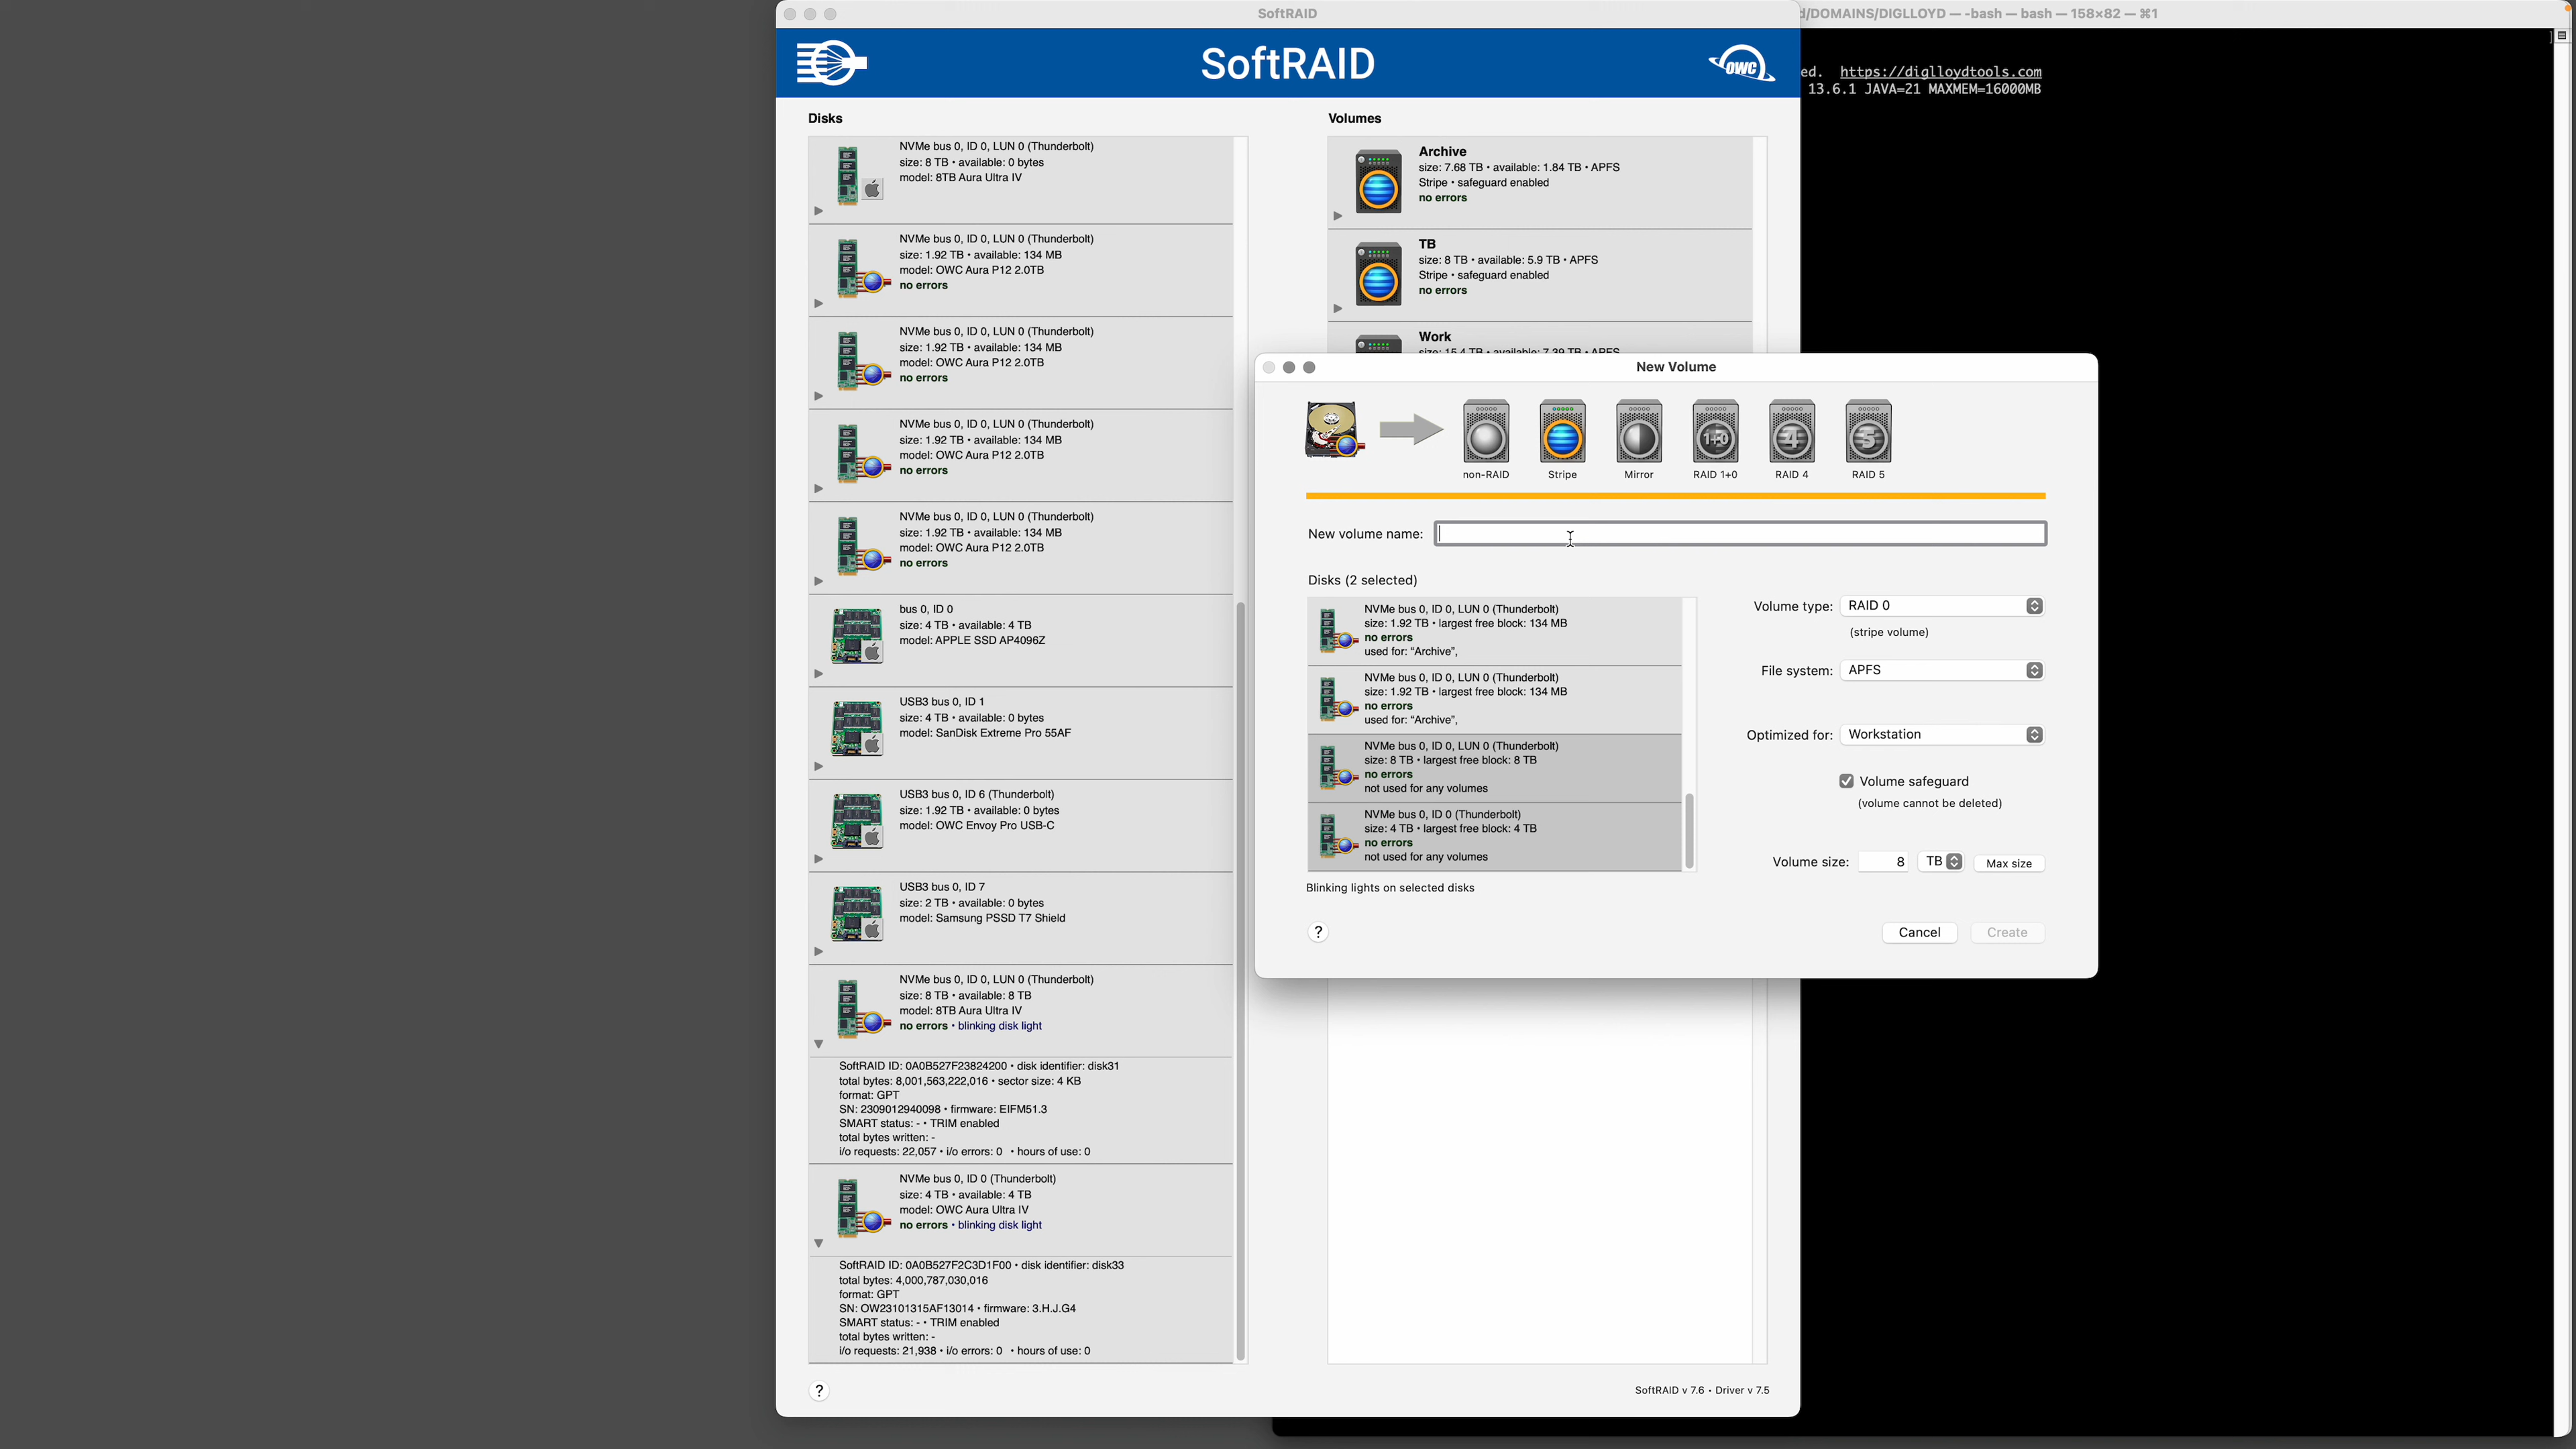 SoftRAID
d/DOMAINS/DIGLLOYD — -bash — bash — 158×82 — ⌘1
SoftRAID
OWC
ed.  https://diglloydtools.com
13.6.1 JAVA=21 MAXMEM=16000MB
Disks
NVMe bus 0, ID 0, LUN 0 (Thunderbolt)
size: 8 TB • available: 0 bytes
model: 8TB Aura Ultra IV
NVMe bus 0, ID 0, LUN 0 (Thunderbolt)
size: 1.92 TB • available: 134 MB
model: OWC Aura P12 2.0TB
no errors
NVMe bus 0, ID 0, LUN 0 (Thunderbolt)
size: 1.92 TB • available: 134 MB
model: OWC Aura P12 2.0TB
no errors
NVMe bus 0, ID 0, LUN 0 (Thunderbolt)
size: 1.92 TB • available: 134 MB
model: OWC Aura P12 2.0TB
no errors
NVMe bus 0, ID 0, LUN 0 (Thunderbolt)
size: 1.92 TB • available: 134 MB
model: OWC Aura P12 2.0TB
no errors
bus 0, ID 0
size: 4 TB • available: 4 TB
model: APPLE SSD AP4096Z
USB3 bus 0, ID 1
size: 4 TB • available: 0 bytes
model: SanDisk Extreme Pro 55AF
USB3 bus 0, ID 6 (Thunderbolt)
size: 1.92 TB • available: 0 bytes
model: OWC Envoy Pro USB-C
USB3 bus 0, ID 7
size: 2 TB • available: 0 bytes
model: Samsung PSSD T7 Shield
NVMe bus 0, ID 0, LUN 0 (Thunderbolt)
size: 8 TB • available: 8 TB
model: 8TB Aura Ultra IV
no errors • blinking disk light
SoftRAID ID: 0A0B527F23824200 • disk identifier: disk31
total bytes: 8,001,563,222,016 • sector size: 4 KB
format: GPT
SN: 2309012940098 • firmware: EIFM51.3
SMART status: - • TRIM enabled
total bytes written: -
i/o requests: 22,057 • i/o errors: 0  • hours of use: 0
NVMe bus 0, ID 0 (Thunderbolt)
size: 4 TB • available: 4 TB
model: OWC Aura Ultra IV
no errors • blinking disk light
SoftRAID ID: 0A0B527F2C3D1F00 • disk identifier: disk33
total bytes: 4,000,787,030,016
format: GPT
SN: OW23101315AF13014 • firmware: 3.H.J.G4
SMART status: - • TRIM enabled
total bytes written: -
i/o requests: 21,938 • i/o errors: 0  • hours of use: 0
?
Volumes
Archive
size: 7.68 TB • available: 1.84 TB • APFS
Stripe • safeguard enabled
no errors
TB
size: 8 TB • available: 5.9 TB • APFS
Stripe • safeguard enabled
no errors
Work
size: 15.4 TB • available: 7.39 TB • APFS
New Volume
1+0
4
5
non-RAID
Stripe
Mirror
RAID 1+0
RAID 4
RAID 5
New volume name:
Disks (2 selected)
NVMe bus 0, ID 0, LUN 0 (Thunderbolt)
size: 1.92 TB • largest free block: 134 MB
no errors
used for: “Archive”,
NVMe bus 0, ID 0, LUN 0 (Thunderbolt)
size: 1.92 TB • largest free block: 134 MB
no errors
used for: “Archive”,
NVMe bus 0, ID 0, LUN 0 (Thunderbolt)
size: 8 TB • largest free block: 8 TB
no errors
not used for any volumes
NVMe bus 0, ID 0 (Thunderbolt)
size: 4 TB • largest free block: 4 TB
no errors
not used for any volumes
Blinking lights on selected disks
Volume type: RAID 0
(stripe volume)
File system: APFS
Optimized for: Workstation
Volume safeguard
(volume cannot be deleted)
Volume size: 8 TB Max size
?
Cancel
Create
SoftRAID v 7.6 • Driver v 7.5